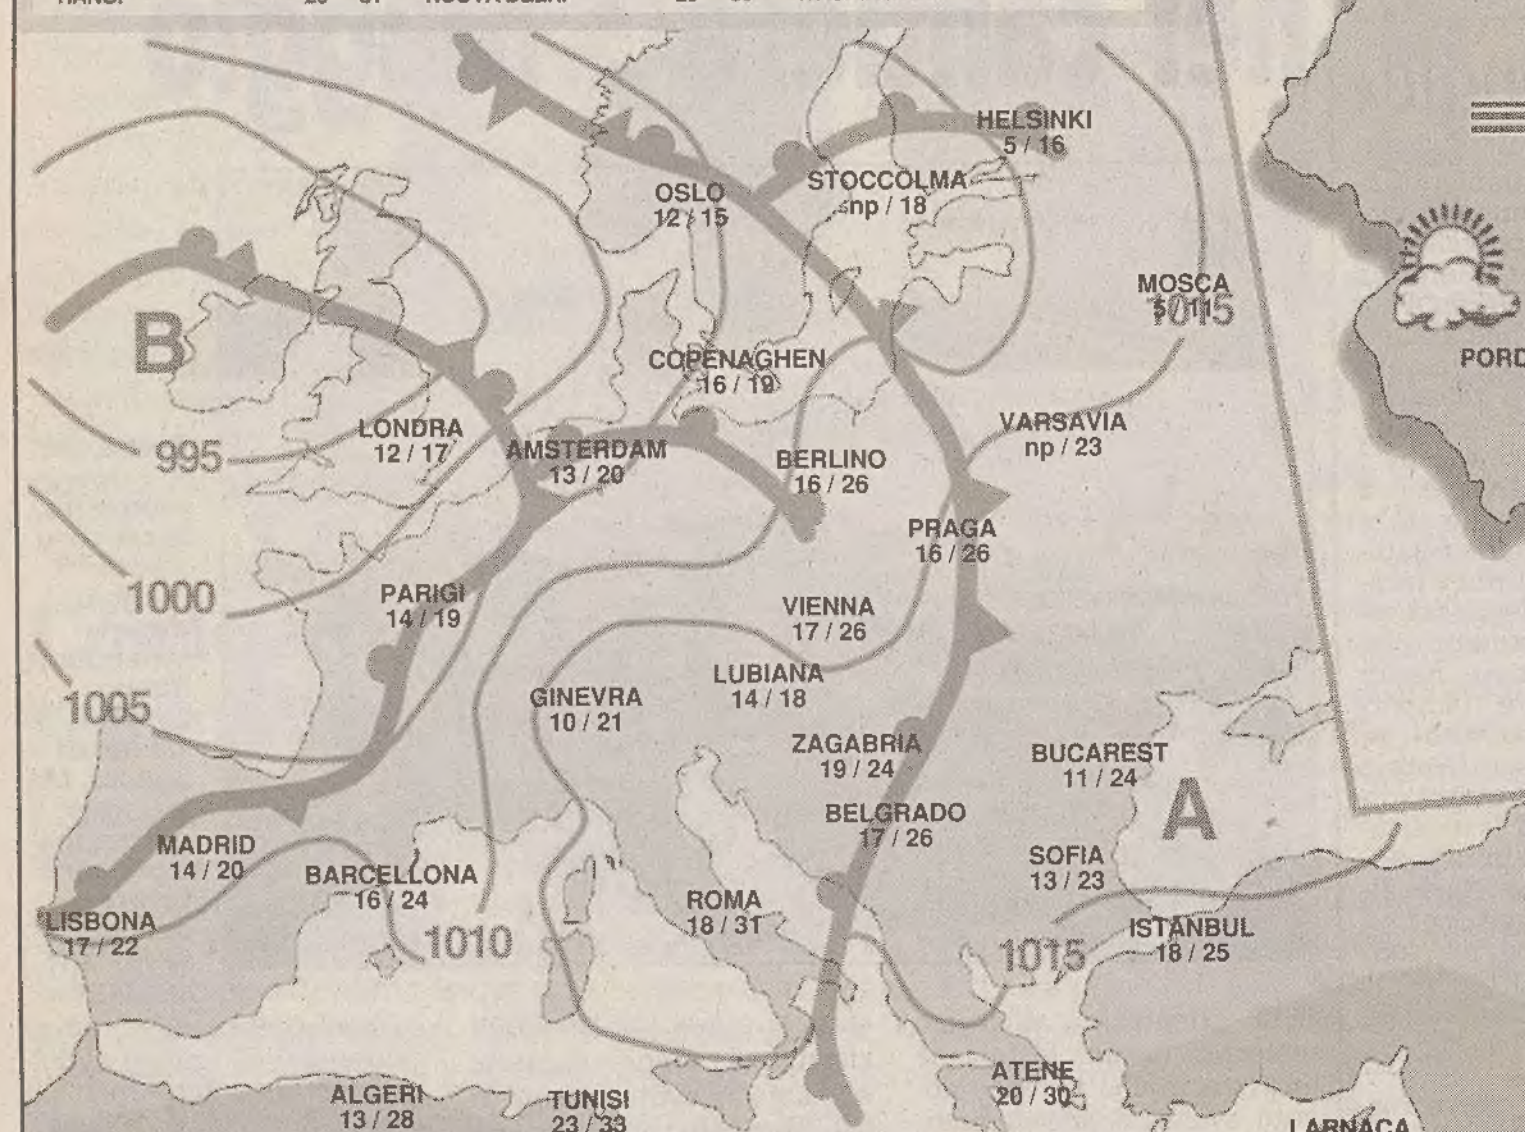 HELSINKI
5 / 16
STOCCOLMA
snp / 18
OSLO
12 / 15
MOSCA
1015
B
COPENAGHEN
16 / 19
PORD
LONDRA
12 / 17
995
AMSTERDAM
13 / 20
BERLINO
16 / 26
VARSAVIA
np / 23
PRAGA
16 / 26
1000
PARIGI
14 / 19
VIENNA
17 / 26
LUBIANA
14 / 18
1005
GINEVRA
10 / 21
ZAGABRIA
19 / 24
BUCAREST
11 / 24
A
BELGRADO
17 / 26
MADRID
14 / 20
BARCELLONA
16 / 24
SOFIA
13 / 23
ROMA
18 / 31
LISBONA
17 / 22
1010
1015
ISTANBUL
18 / 25
ATENE
20 / 30
ALGERI
13 / 28
TUNISI
23 / 33
LARNACA